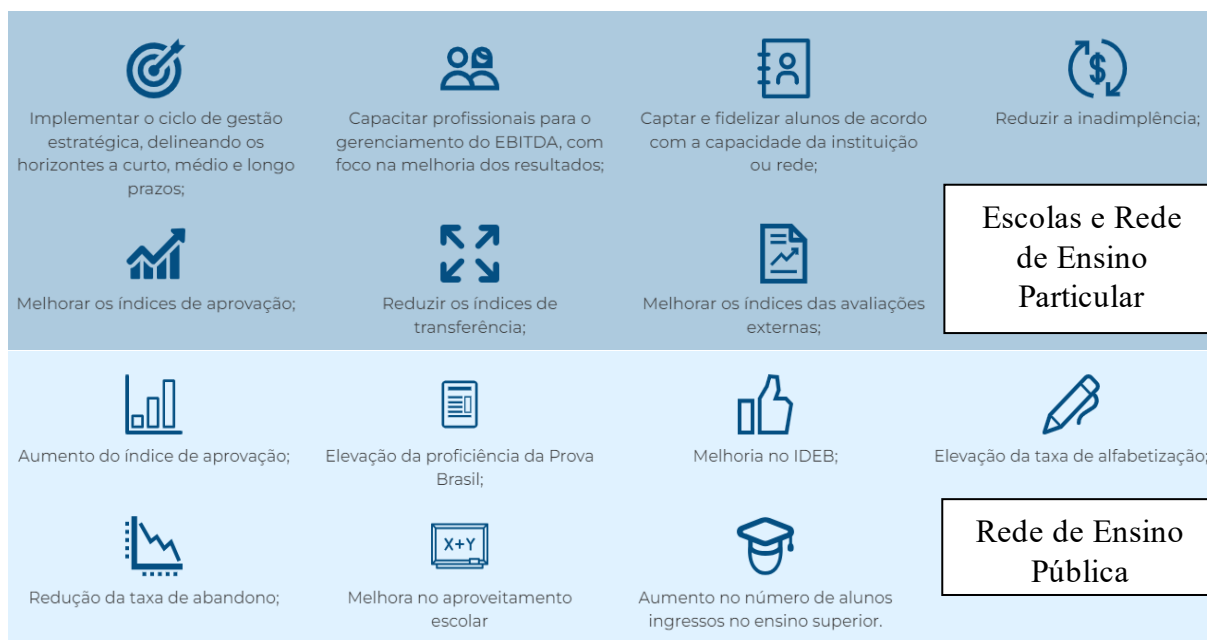 Implementar o ciclo de gestão
estratégica, delineando os
horizontes a curto, médio e longo
prazos;
Capacitar profissionais para o
gerenciamento do EBITDA, com
foco na melhoria dos resultados;
Captar e fidelizar alunos de acordo
com a capacidade da instituição
ou rede;
$
Reduzir a inadimplência;
Melhorar os índices de aprovação;
Reduzir os índices de
transferência;
Melhorar os índices das avaliações
externas;
Escolas e Rede
de Ensino
Particular
Aumento do índice de aprovação;
Elevação da proficiência da Prova
Brasil;
Melhoria no IDEB;
Elevação da taxa de alfabetização;
Redução da taxa de abandono;
X+Y
Melhora no aproveitamento
escolar
Aumento no número de alunos
ingressos no ensino superior.
Rede de Ensino
Pública